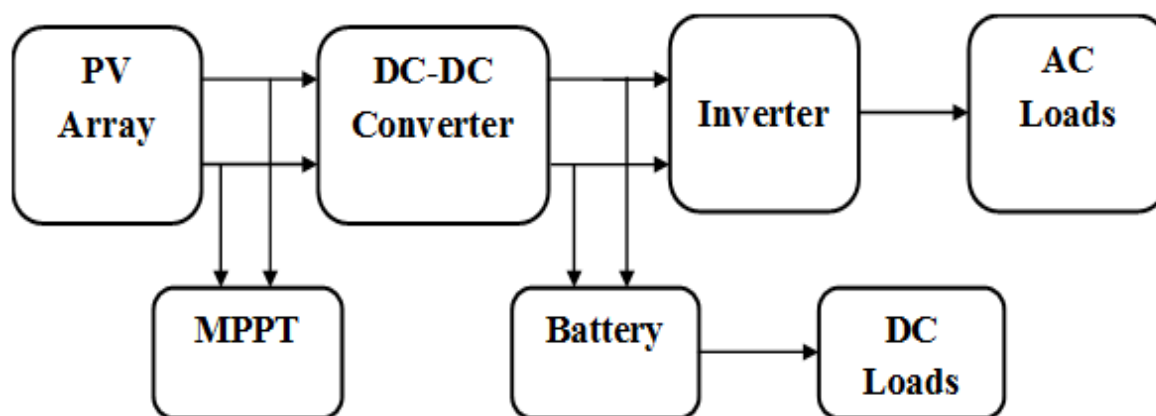 PV
Array
DC-DC
Converter
Inverter
AC
Loads
MPPT
Battery
DC
Loads